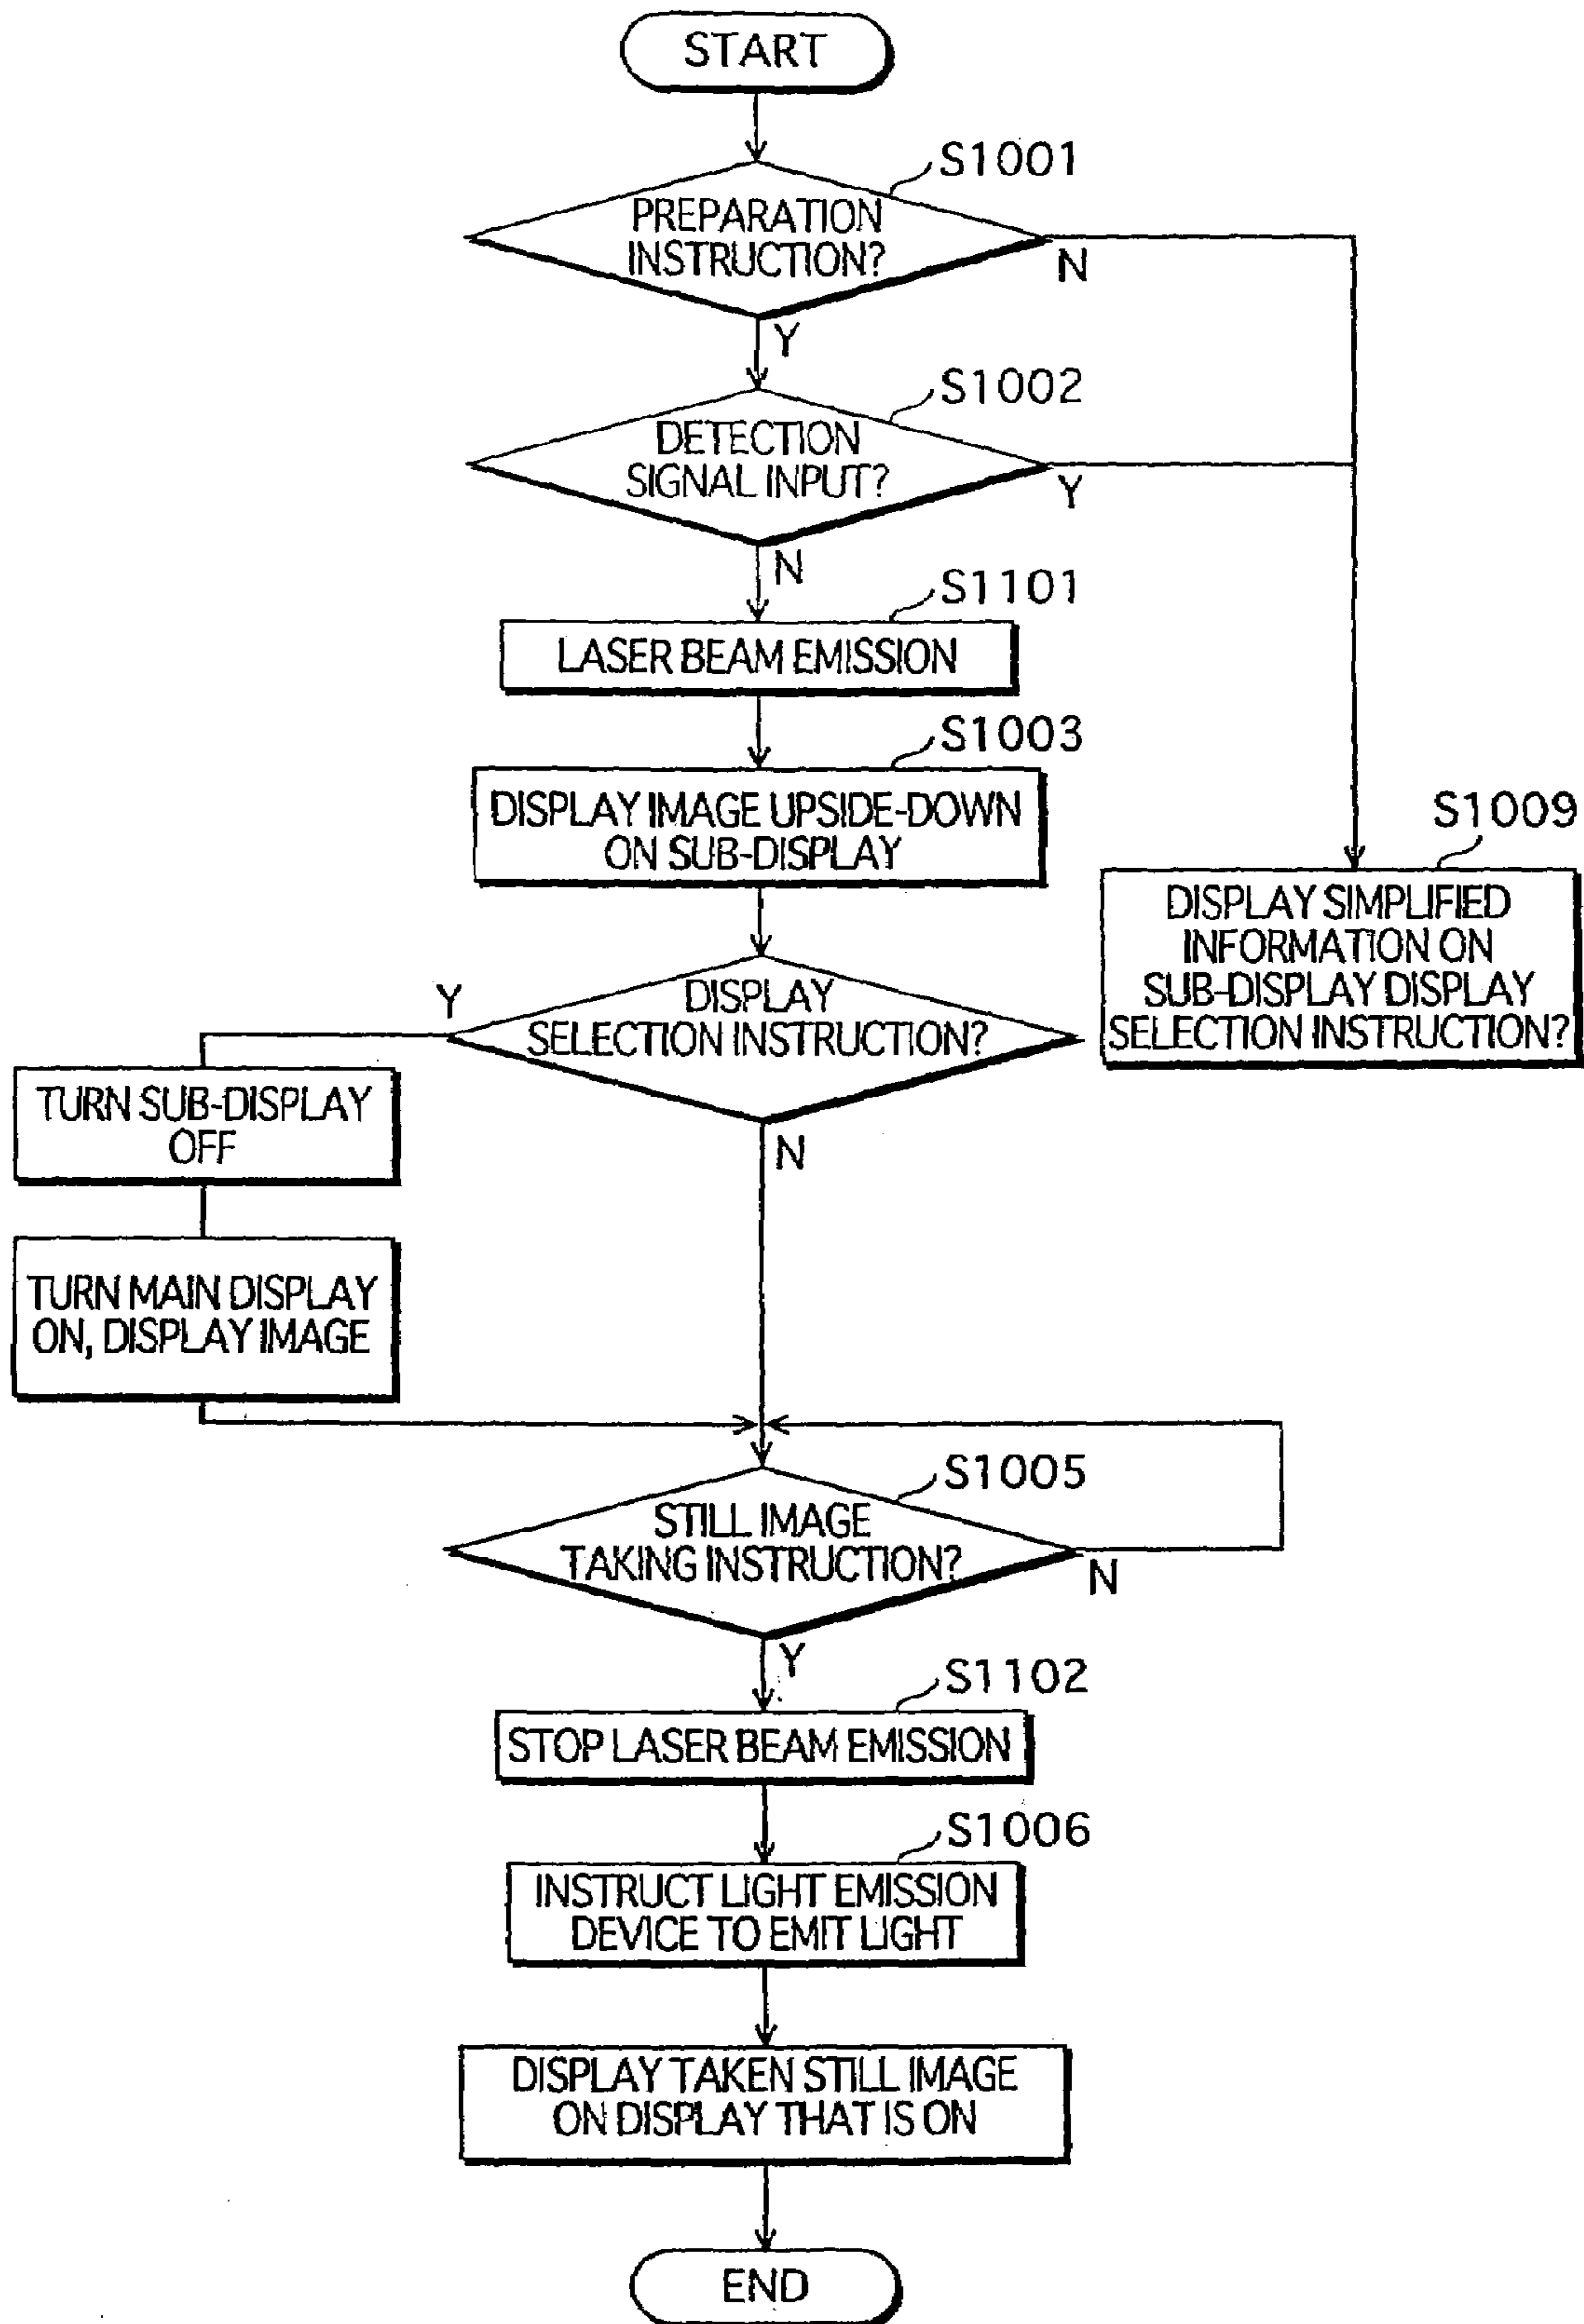 START
S1001
PREPARATION
INSTRUCTION?
N
Y
S1002
DETECTION
SIGNAL INPUT?
Y
N
S1101
LASER BEAM EMISSION
S1003
DISPLAY IMAGE UPSIDE-DOWN
ON SUB-DISPLAY
S1009
DISPLAY SIMPLIFIED
INFORMATION ON
SUB-DISPLAY DISPLAY
SELECTION INSTRUCTION?
Y
DISPLAY
SELECTION INSTRUCTION?
N
TURN SUB-DISPLAY
OFF
TURN MAIN DISPLAY
ON, DISPLAY IMAGE
S1005
STILL IMAGE
TAKING INSTRUCTION?
N
Y
S1102
STOP LASER BEAM EMISSION
S1006
INSTRUCT LIGHT EMISSION
DEVICE TO EMIT LIGHT
DISPLAY TAKEN STILL IMAGE
ON DISPLAY THAT IS ON
END